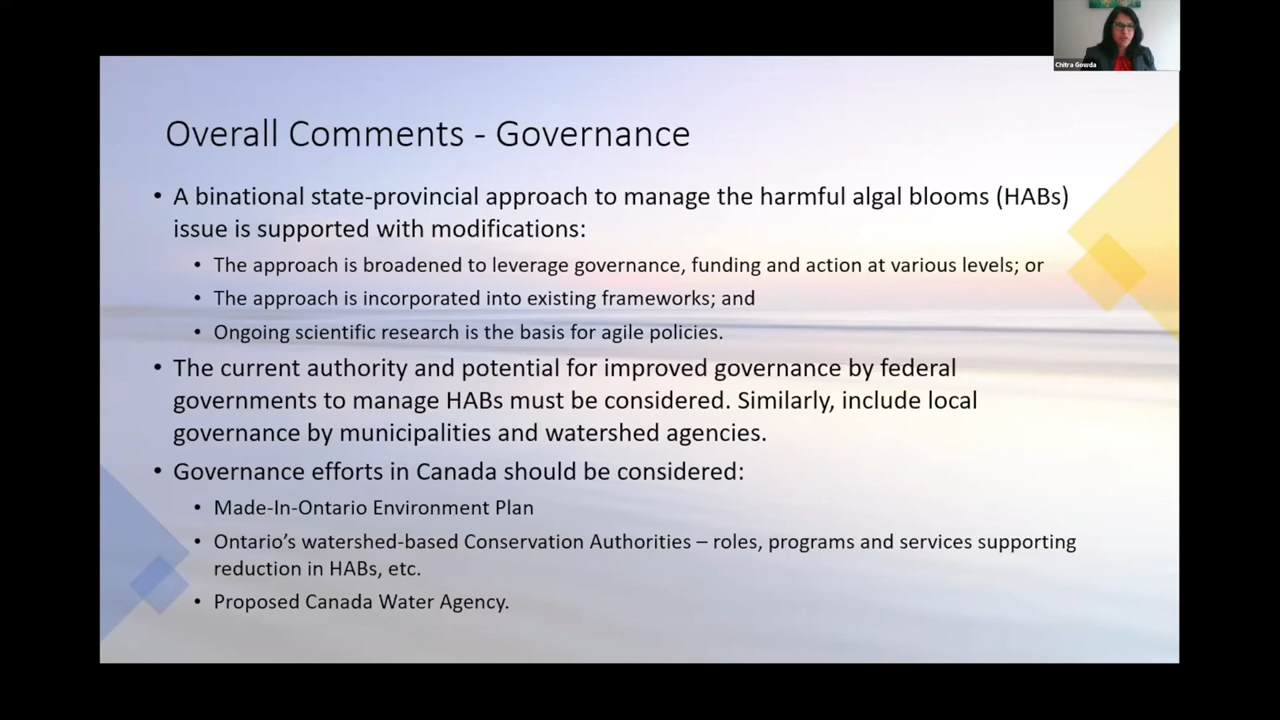 Chitra Gowda
Overall Comments - Governance
• A binational state-provincial approach to manage the harmful algal blooms (HABs)
issue is supported with modifications:
• The approach is broadened to leverage governance, funding and action at various levels; or
• The approach is incorporated into existing frameworks; and
• Ongoing scientific research is the basis for agile policies.
• The current authority and potential for improved governance by federal
governments to manage HABs must be considered. Similarly, include local
governance by municipalities and watershed agencies.
• Governance efforts in Canada should be considered:
• Made-In-Ontario Environment Plan
• Ontario’s watershed-based Conservation Authorities – roles, programs and services supporting
reduction in HABs, etc.
• Proposed Canada Water Agency.